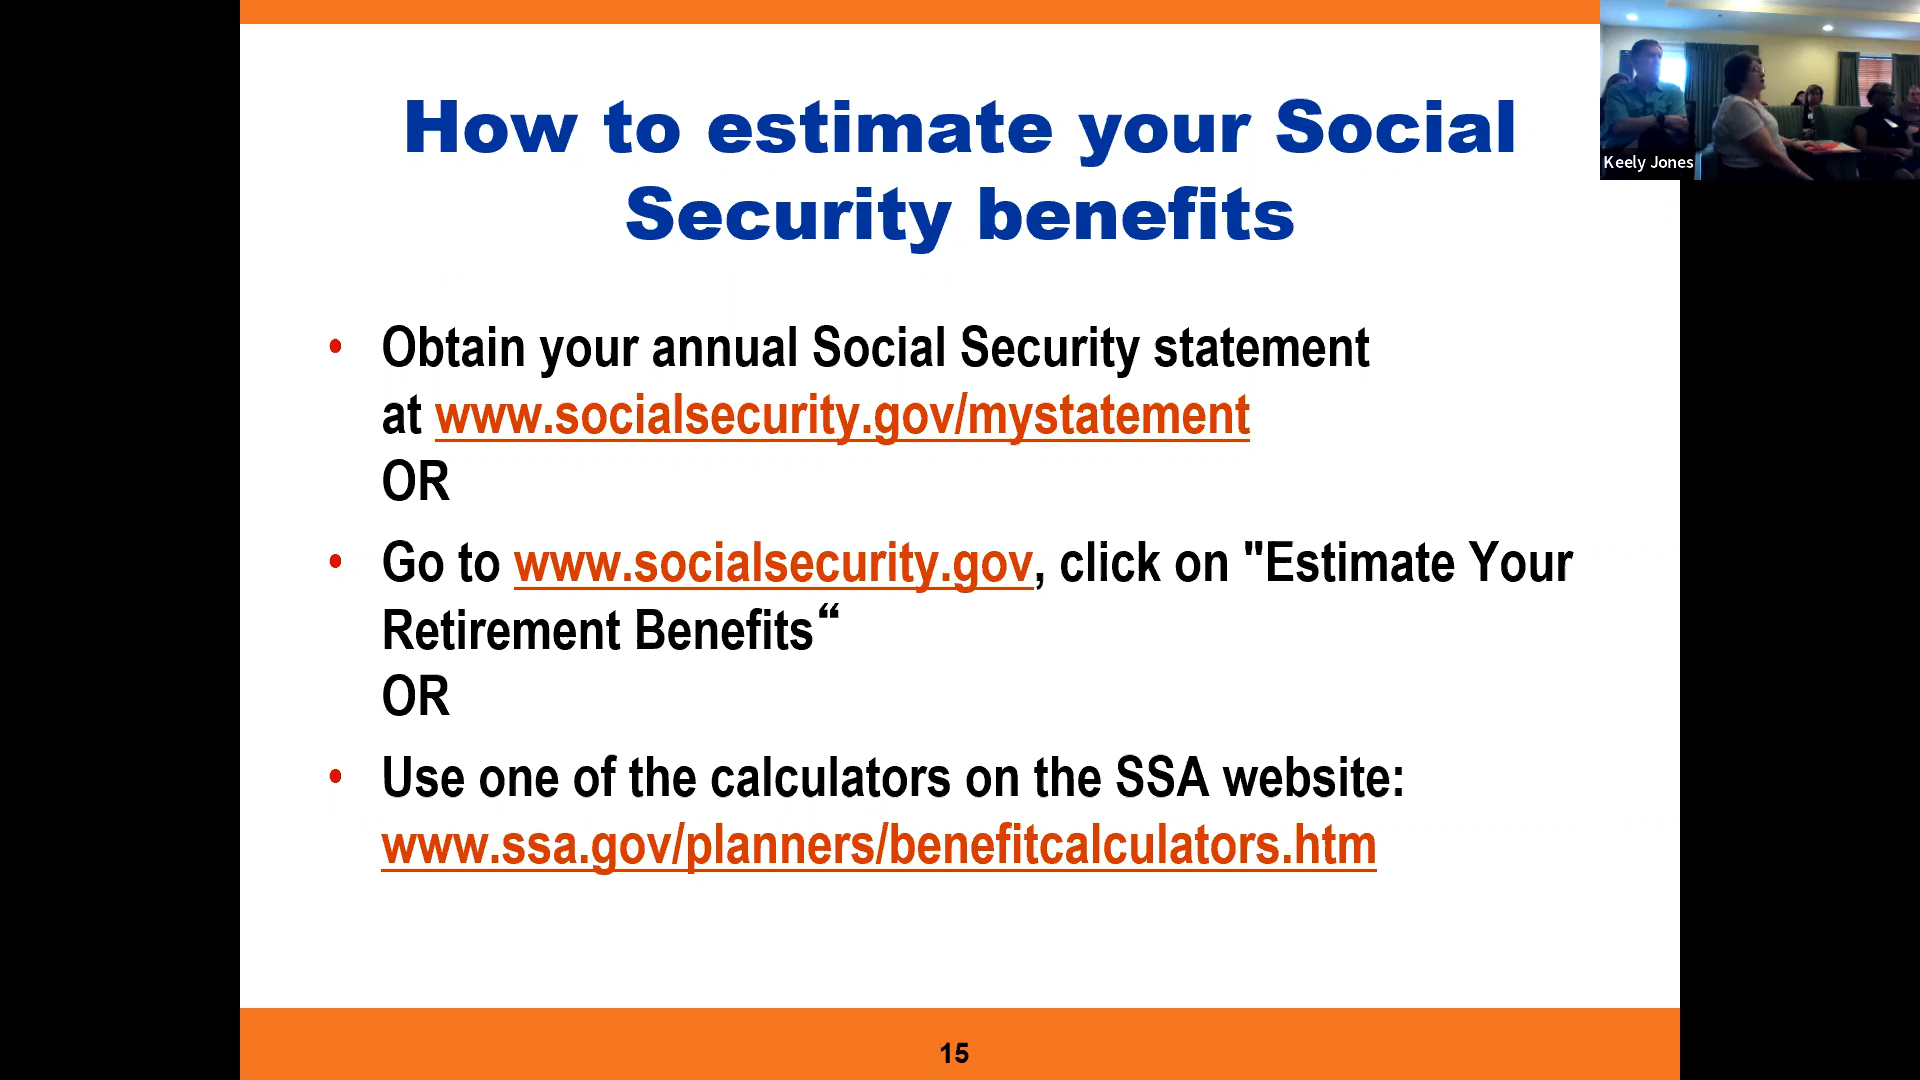 How to estimate your Social
Security benefits
Keely Jones
• Obtain your annual Social Security statement
at www.socialsecurity.gov/mystatement
OR
• Go to www.socialsecurity.gov, click on "Estimate Your
Retirement Benefits“
OR
• Use one of the calculators on the SSA website:
www.ssa.gov/planners/benefitcalculators.htm
15